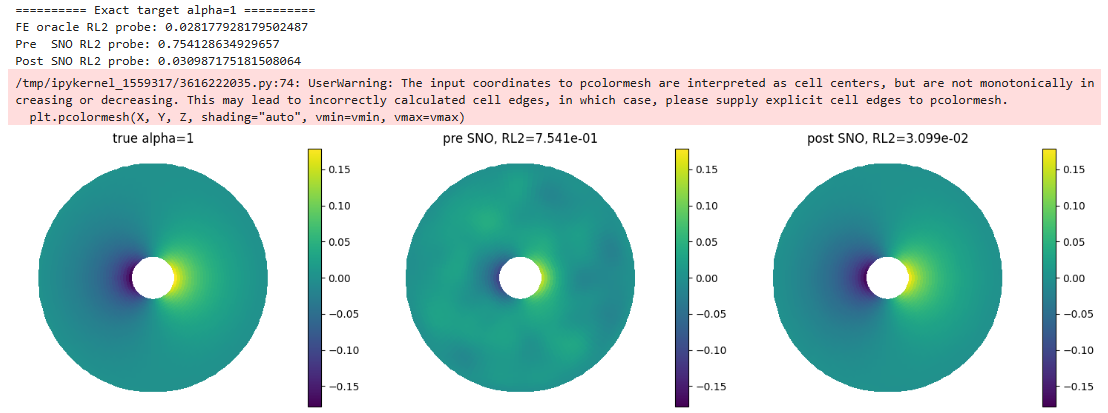 ========== Exact target alpha=1 ==========
FE oracle RL2 probe: 0.028177928179502487
Pre  SNO RL2 probe: 0.754128634929657
Post SNO RL2 probe: 0.030987175181508064
/tmp/ipykernel_1559317/3616222035.py:74: UserWarning: The input coordinates to pcolormesh are interpreted as cell centers, but are not monotonically in
creasing or decreasing. This may lead to incorrectly calculated cell edges, in which case, please supply explicit cell edges to pcolormesh.
  plt.pcolormesh(X, Y, Z, shading="auto", vmin=vmin, vmax=vmax)
true alpha=1
0.15
0.10
0.05
0.00
−0.05
−0.10
−0.15
pre SNO, RL2=7.541e-01
0.15
0.10
0.05
0.00
−0.05
−0.10
−0.15
post SNO, RL2=3.099e-02
0.15
0.10
0.05
0.00
−0.05
−0.10
−0.15